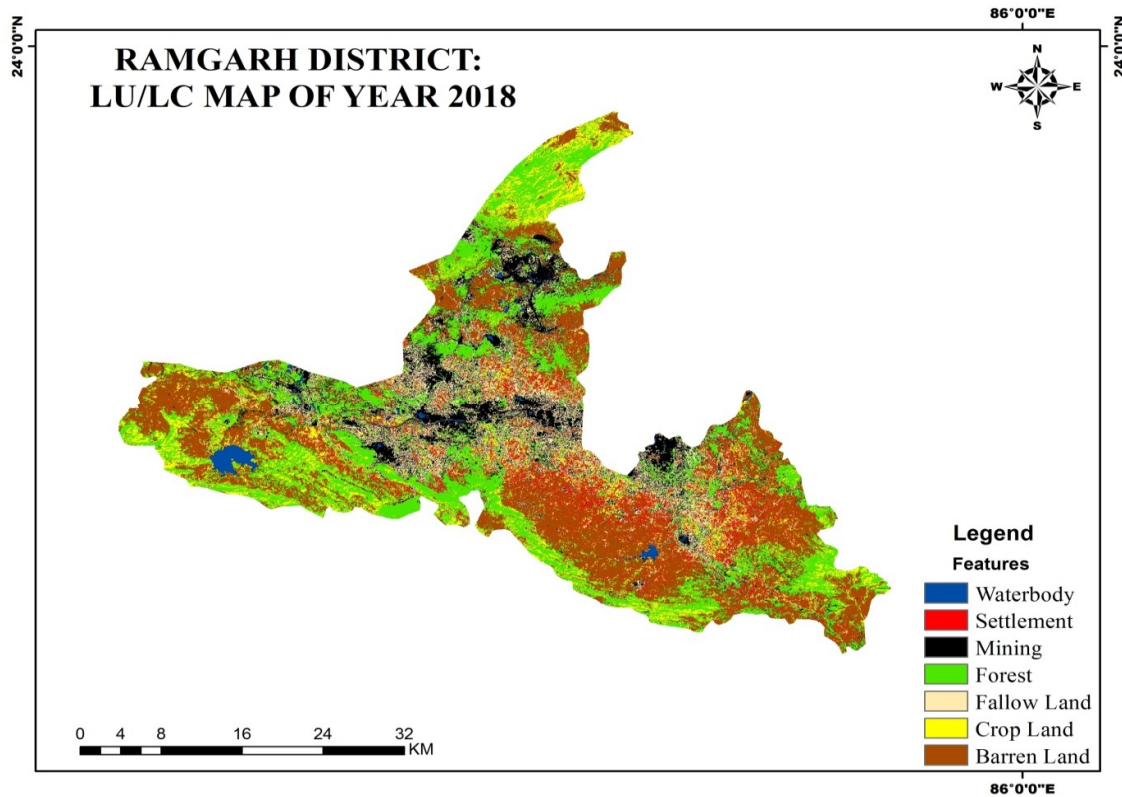 86°0'0"E
24°0'0"N
24°0'0"N
RAMGARH DISTRICT:
LU/LC MAP OF YEAR 2018
N
W E
S
Legend
Features
Waterbody
Settlement
Mining
Forest
Fallow Land
Crop Land
Barren Land
0 4 8 16 24 32
KM
86°0'0"E